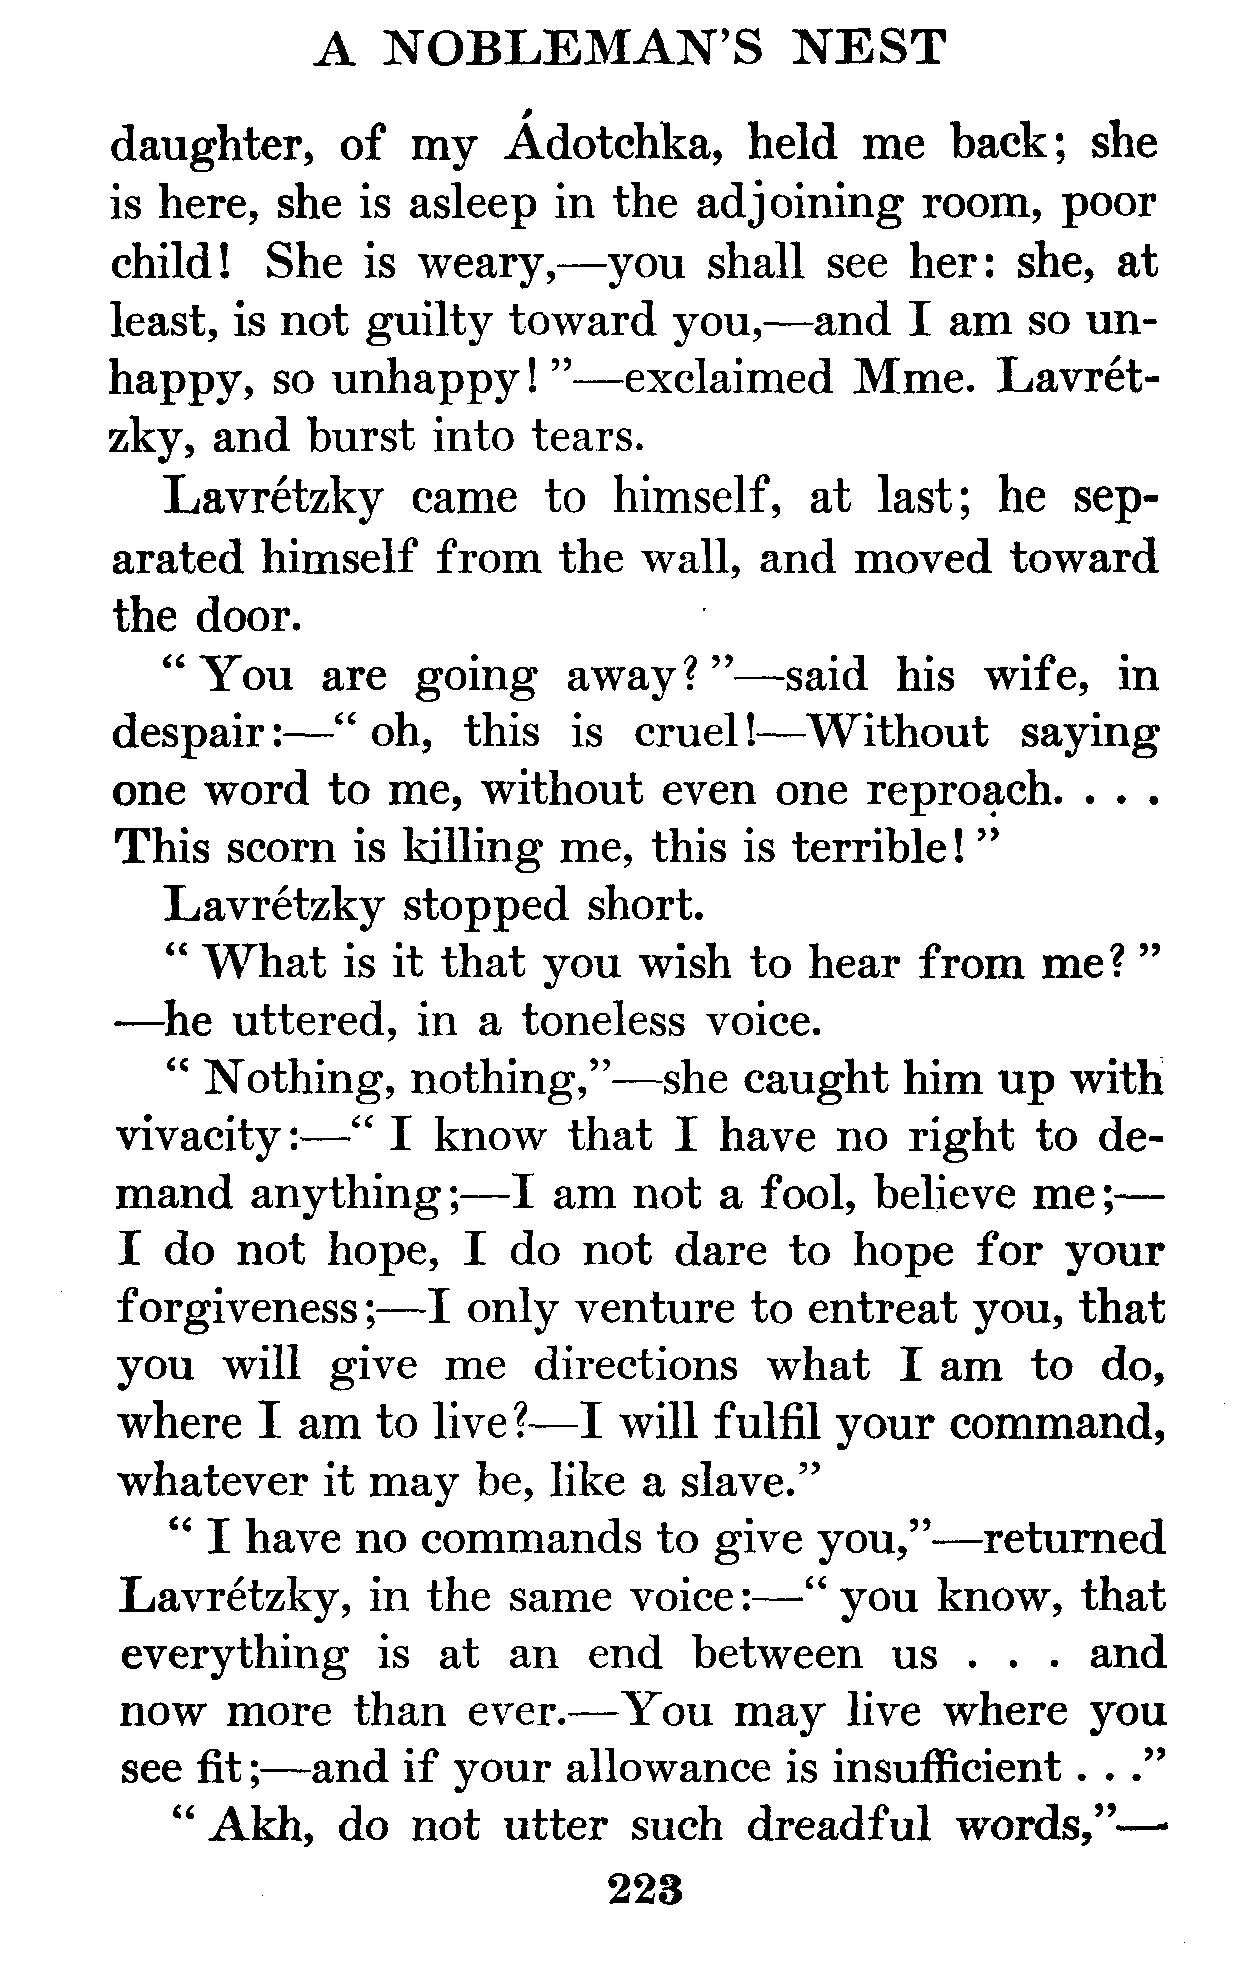 A NOBLEMAN'S NEST
daughter, of my Ádotchka, held me back; she
is here, she is asleep in the adjoining room, poor
child! She is weary,—you shall see her: she, at
least, is not guilty toward you,—and I am so un-
happy, so unhappy! ”—exclaimed Mme. Lavrét-
zky, and burst into tears.
Lavrétzky came to himself, at last; he sep-
arated himself from the wall, and moved toward
the door.
“ You are going away? ”—said his wife, in
despair:—“ oh, this is cruel!—Without saying
one word to me, without even one reproach. . . .
This scorn is killing me, this is terrible! ”
Lavrétzky stopped short.
“ What is it that you wish to hear from me? ”
—he uttered, in a toneless voice.
“ Nothing, nothing,”—she caught him up with
vivacity:—“ I know that I have no right to de-
mand anything;—I am not a fool, believe me;—
I do not hope, I do not dare to hope for your
forgiveness;—I only venture to entreat you, that
you will give me directions what I am to do,
where I am to live?—I will fulfil your command,
whatever it may be, like a slave.”
“ I have no commands to give you,”—returned
Lavrétzky, in the same voice:—“ you know, that
everything is at an end between us . . . and
now more than ever.—You may live where you
see fit;—and if your allowance is insufficient . . .”
“ Akh, do not utter such dreadful words,”—
223